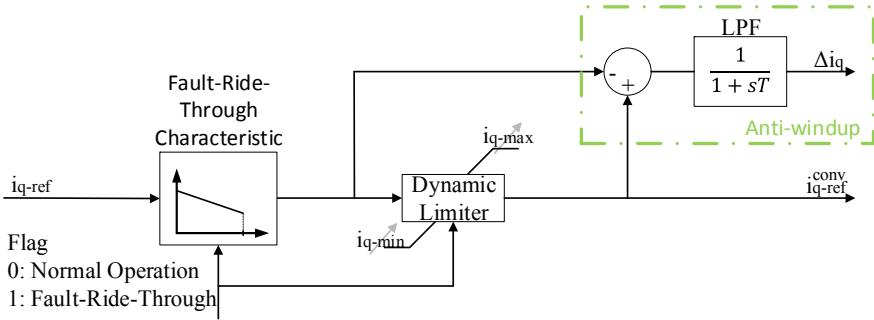 LPF
1
1 + sT
Δiq
-
+
Anti-windup
Fault-Ride-
Through
Characteristic
iq-max
iq-ref
Dynamic
Limiter
conv
iq-ref
iq-min
Flag
0: Normal Operation
1: Fault-Ride-Through